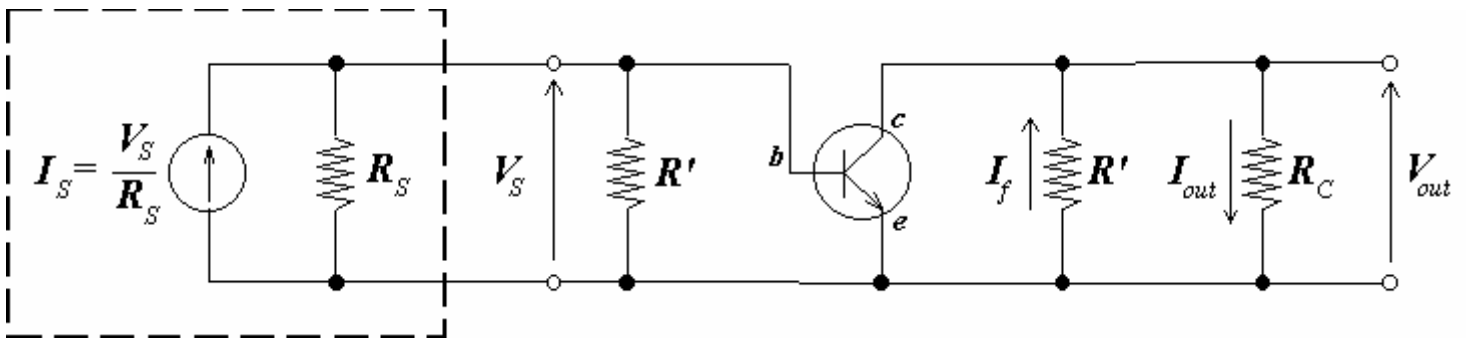 I_S = V_S / R_S
R_S
V_S
R'
b
c
e
I_f
R'
I_out
R_C
V_out